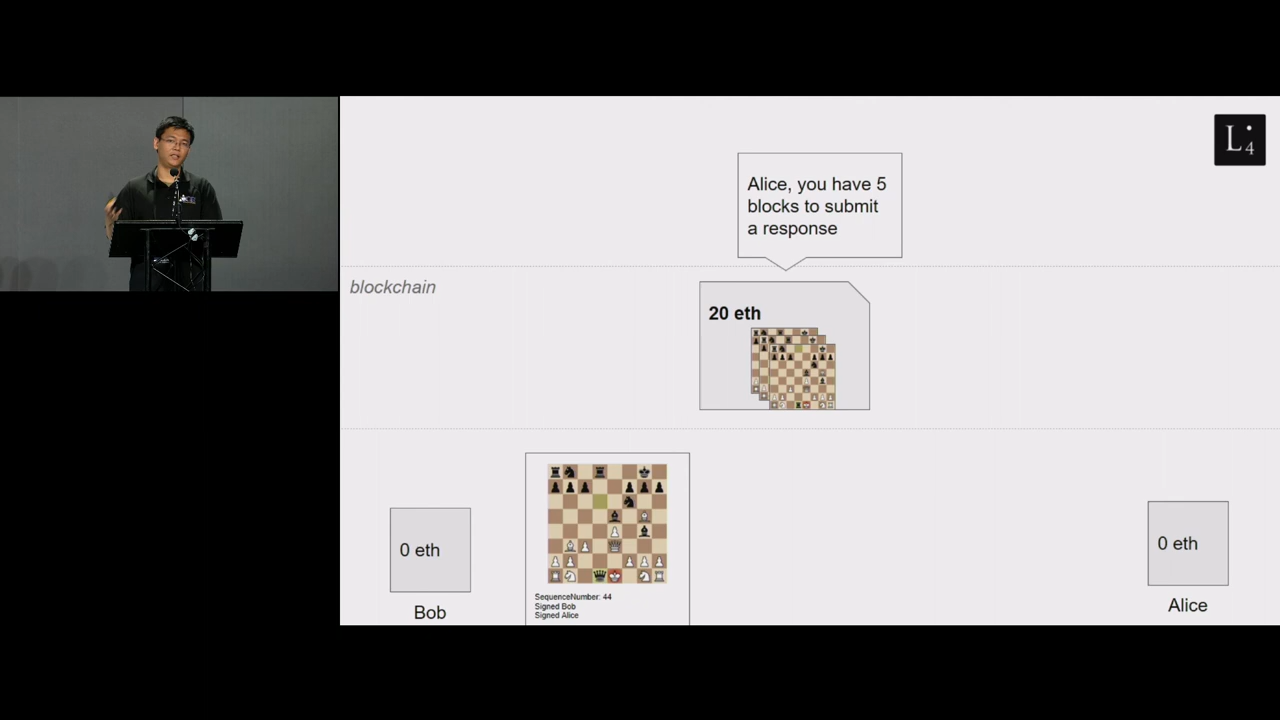 L4
Alice, you have 5
blocks to submit
a response
blockchain
20 eth
0 eth
Bob
SequenceNumber: 44
Signed Bob
Signed Alice
0 eth
Alice